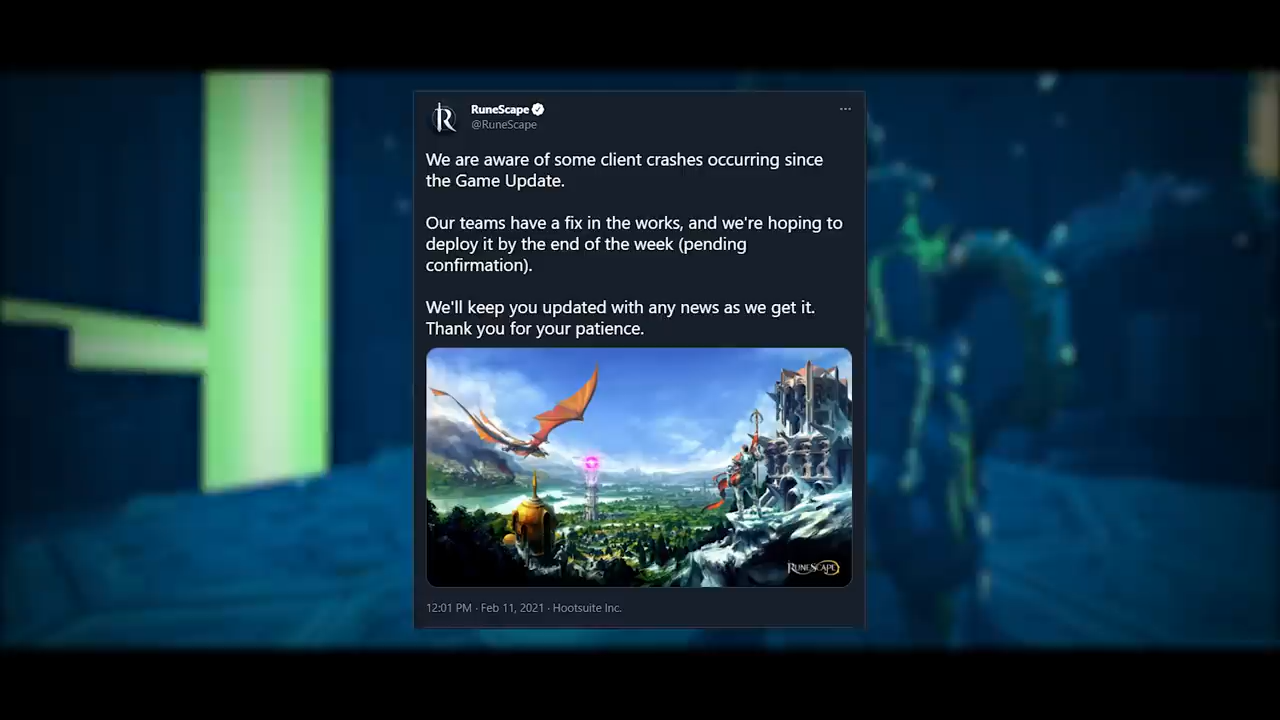 RuneScape
@RuneScape
We are aware of some client crashes occurring since
the Game Update.
Our teams have a fix in the works, and we're hoping to
deploy it by the end of the week (pending
confirmation).
We'll keep you updated with any news as we get it.
Thank you for your patience.
RUNESCAPE
12:01 PM · Feb 11, 2021 · Hootsuite Inc.